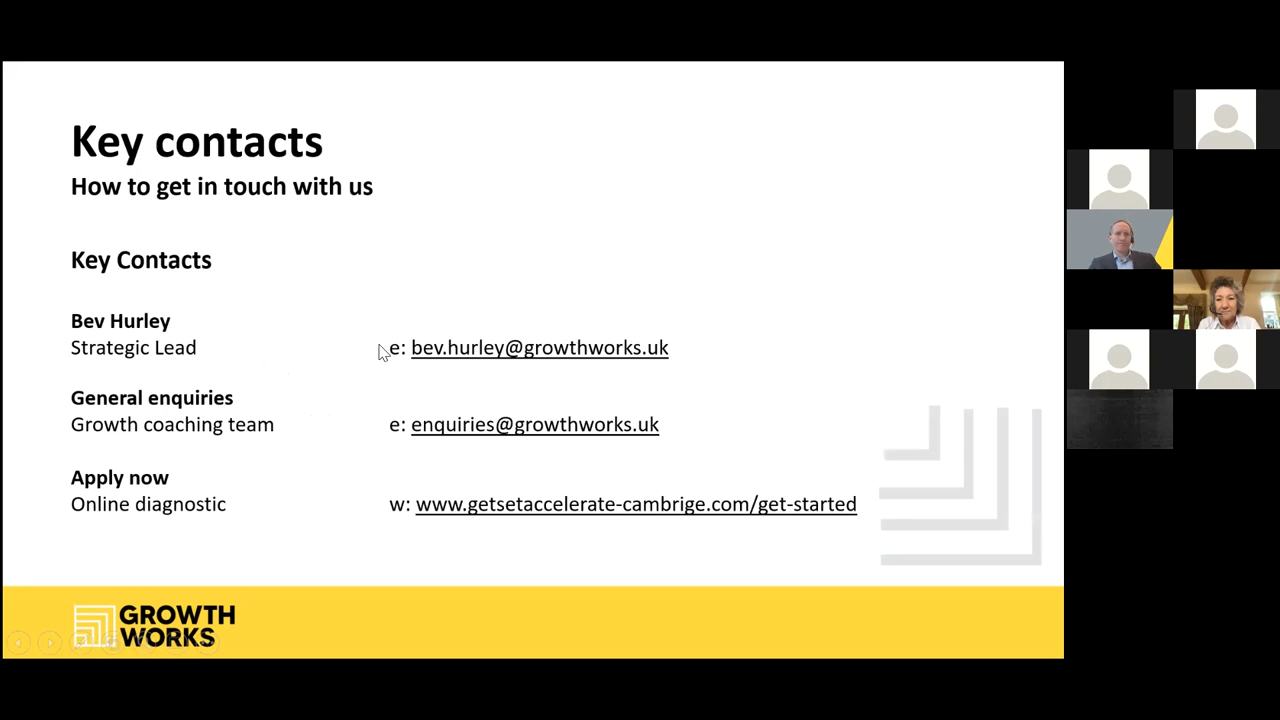 Key contacts
How to get in touch with us
Key Contacts
Bev Hurley
Strategic Lead e: bev.hurley@growthworks.uk
General enquiries
Growth coaching team e: enquiries@growthworks.uk
Apply now
Online diagnostic w: www.getsetaccelerate-cambrige.com/get-started
GROWTH
WORKS